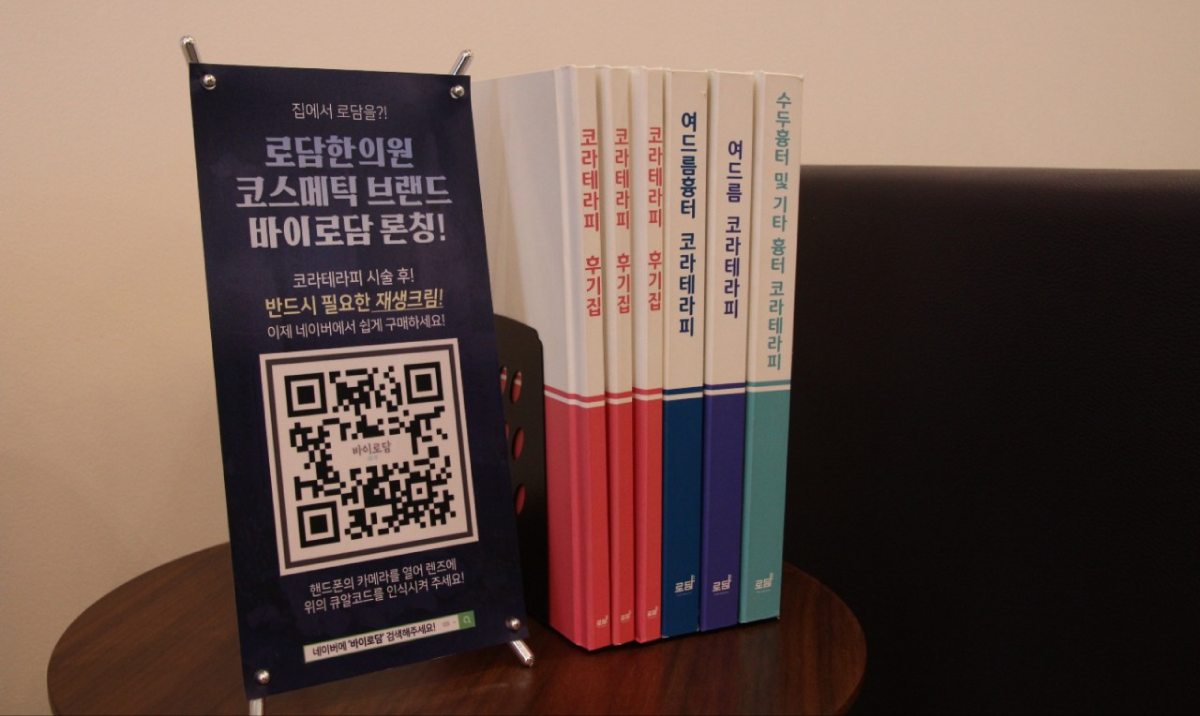 집에서 로담을?!
로담한의원
코스메틱 브랜드
바이로담 론칭!
코라테라피 시술 후!
반드시 필요한 재생크림!
이제 네이버에서 쉽게 구매하세요!
바이로담
핸드폰의 카메라를 열어 렌즈에
위의 큐알코드를 인식시켜 주세요!
네이버에 '바이로담' 검색해주세요!
코라테라피 후기집
로담
코라테라피 후기집
로담
코라테라피 후기집
로담
여드름흉터 코라테라피
로담
여드름 코라테라피
로담
수두흉터 및 기타 흉터 코라테라피
로담